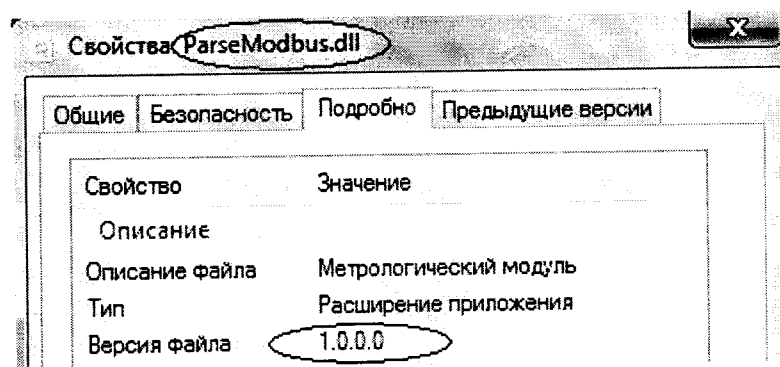 Свойства: ParseModbus.dll
Общие Безопасность Подробно Предыдущие версии
Свойство Значение
Описание
Описание файла Метрологический модуль
Тип Расширение приложения
Версия файла 1.0.0.0